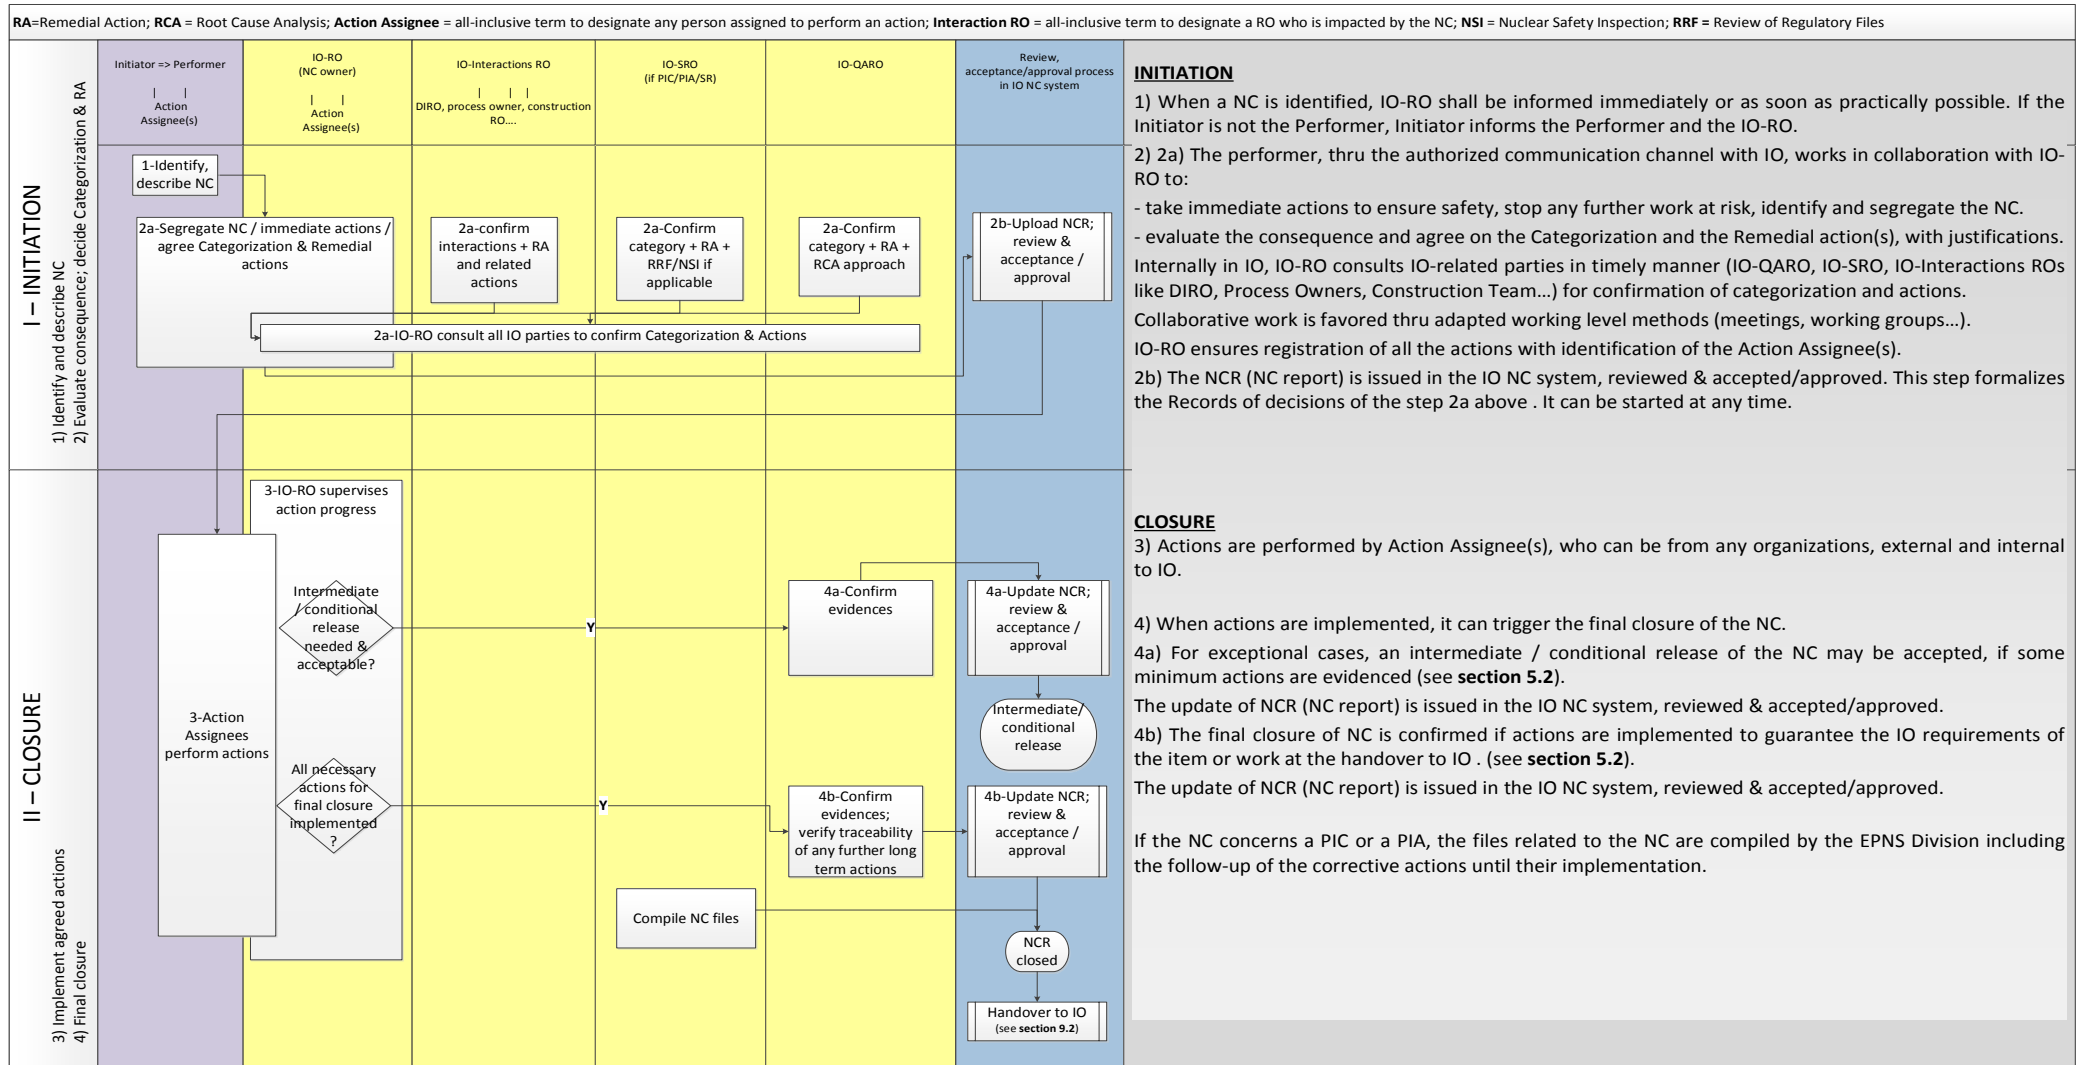 RA=Remedial Action; RCA = Root Cause Analysis; Action Assignee = all-inclusive term to designate any person assigned to perform an action; Interaction RO = all-inclusive term to designate a RO who is impacted by the NC; NSI = Nuclear Safety Inspection; RRF = Review of Regulatory Files
I – INITIATION
1) Identify and describe NC
2) Evaluate consequence; decide Categorization & RA
Initiator => Performer
| |
Action
Assignee(s)
IO-RO
(NC owner)
| |
Action
Assignee(s)
IO-Interactions RO
| | |
DIRO, process owner, construction
RO....
IO-SRO
(if PIC/PIA/SR)
IO-QARO
Review,
acceptance/approval process
in IO NC system
1-Identify,
describe NC
2a-Segregate NC / immediate actions /
agree Categorization & Remedial
actions
2a-confirm
interactions + RA
and related
actions
2a-Confirm
category + RA +
RRF/NSI if
applicable
2a-Confirm
category + RA +
RCA approach
2b-Upload NCR;
review &
acceptance /
approval
2a-IO-RO consult all IO parties to confirm Categorization & Actions
INITIATION
1) When a NC is identified, IO-RO shall be informed immediately or as soon as practically possible. If the
Initiator is not the Performer, Initiator informs the Performer and the IO-RO.
2) 2a) The performer, thru the authorized communication channel with IO, works in collaboration with IO-
RO to:
- take immediate actions to ensure safety, stop any further work at risk, identify and segregate the NC.
- evaluate the consequence and agree on the Categorization and the Remedial action(s), with justifications.
Internally in IO, IO-RO consults IO-related parties in timely manner (IO-QARO, IO-SRO, IO-Interactions ROs
like DIRO, Process Owners, Construction Team...) for confirmation of categorization and actions.
Collaborative work is favored thru adapted working level methods (meetings, working groups...).
IO-RO ensures registration of all the actions with identification of the Action Assignee(s).
2b) The NCR (NC report) is issued in the IO NC system, reviewed & accepted/approved. This step formalizes
the Records of decisions of the step 2a above . It can be started at any time.
II – CLOSURE
3) Implement agreed actions
4) Final closure
3-IO-RO supervises
action progress
3-Action
Assignees
perform actions
Intermediate
/ conditional
release
needed &
acceptable?
Y
4a-Confirm
evidences
4a-Update NCR;
review &
acceptance /
approval
Intermediate/
conditional
release
All necessary
actions for
final closure
implemented
?
Y
4b-Confirm
evidences;
verify traceability
of any further long
term actions
4b-Update NCR;
review &
acceptance /
approval
Compile NC files
NCR
closed
Handover to IO
(see section 9.2)
CLOSURE
3) Actions are performed by Action Assignee(s), who can be from any organizations, external and internal
to IO.
4) When actions are implemented, it can trigger the final closure of the NC.
4a) For exceptional cases, an intermediate / conditional release of the NC may be accepted, if some
minimum actions are evidenced (see section 5.2).
The update of NCR (NC report) is issued in the IO NC system, reviewed & accepted/approved.
4b) The final closure of NC is confirmed if actions are implemented to guarantee the IO requirements of
the item or work at the handover to IO . (see section 5.2).
The update of NCR (NC report) is issued in the IO NC system, reviewed & accepted/approved.
If the NC concerns a PIC or a PIA, the files related to the NC are compiled by the EPNS Division including
the follow-up of the corrective actions until their implementation.